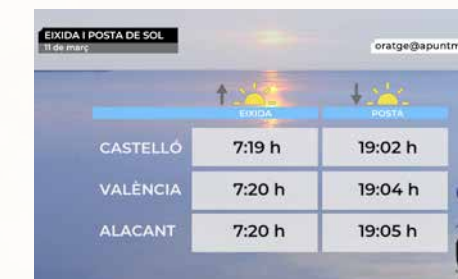 EIXIDA I POSTA DE SOL
11 de març
oratge@apuntm
EIXIDA POSTA
CASTELLÓ 7:19 h 19:02 h
VALÈNCIA 7:20 h 19:04 h
ALACANT 7:20 h 19:05 h